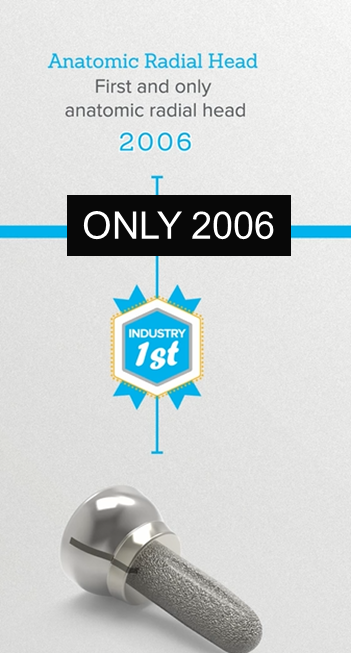 Anatomic Radial Head
First and only
anatomic radial head
2006
ONLY 2006
INDUSTRY
1st